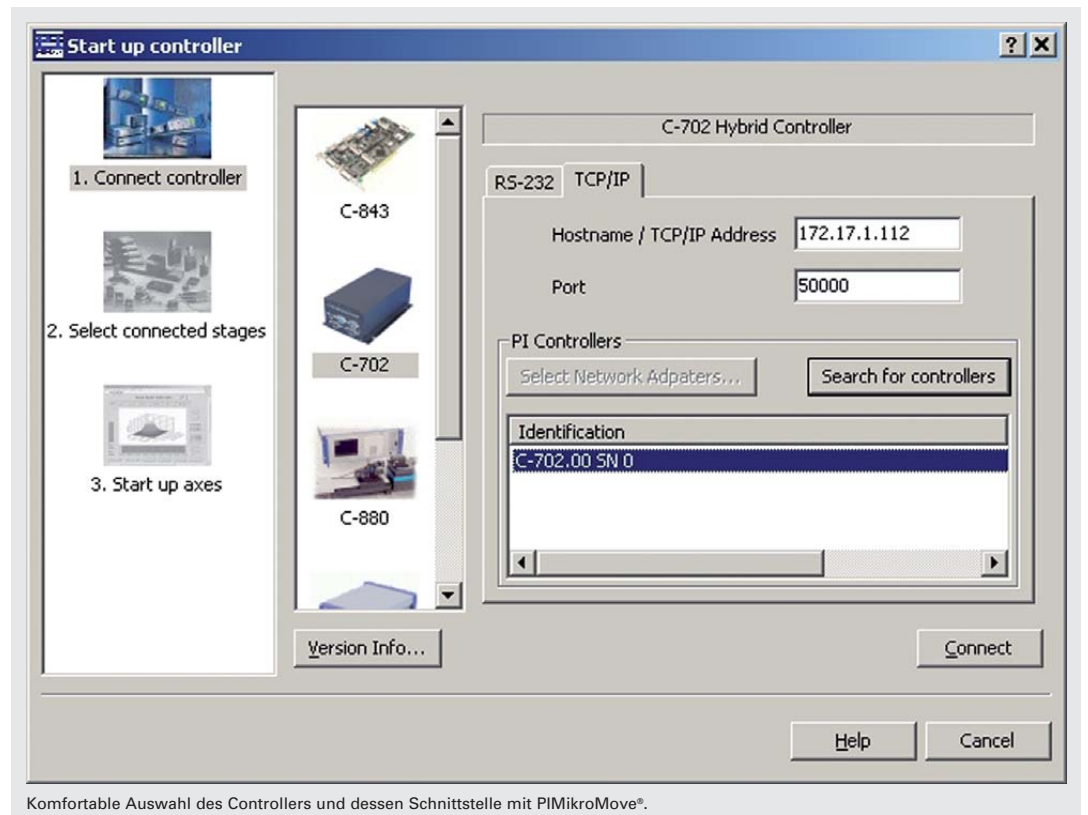 Start up controller
1. Connect controller
2. Select connected stages
3. Start up axes
C-843
C-702
C-880
Version Info...
C-702 Hybrid Controller
RS-232 TCP/IP
Hostname / TCP/IP Address 172.17.1.112
Port 50000
PI Controllers
Select Network Adpaters... Search for controllers
Identification
C-702.00 SN 0
Connect
Help Cancel
Komfortable Auswahl des Controllers und dessen Schnittstelle mit PIMikroMove®.